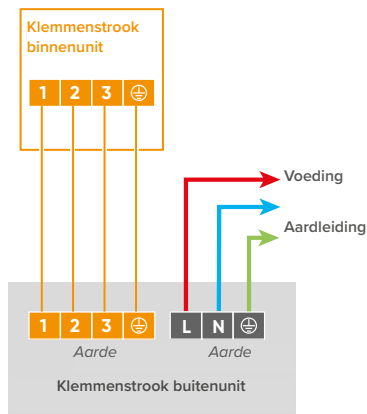 Klemmenstrook
binnenunit
1 2 3
Voeding
Aardleiding
1 2 3 L N
Aarde Aarde
Klemmenstrook buitenunit